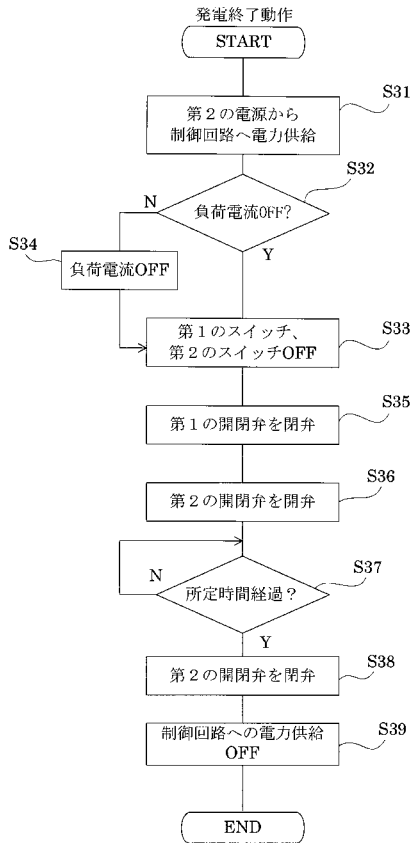 発電終了動作
START
S31
第2の電源から
制御回路へ電力供給
S32
負荷電流OFF?
N
Y
S34
負荷電流OFF
S33
第1のスイッチ、
第2のスイッチOFF
S35
第1の開閉弁を閉弁
S36
第2の開閉弁を開弁
S37
所定時間経過?
N
Y
S38
第2の開閉弁を閉弁
S39
制御回路への電力供給
OFF
END